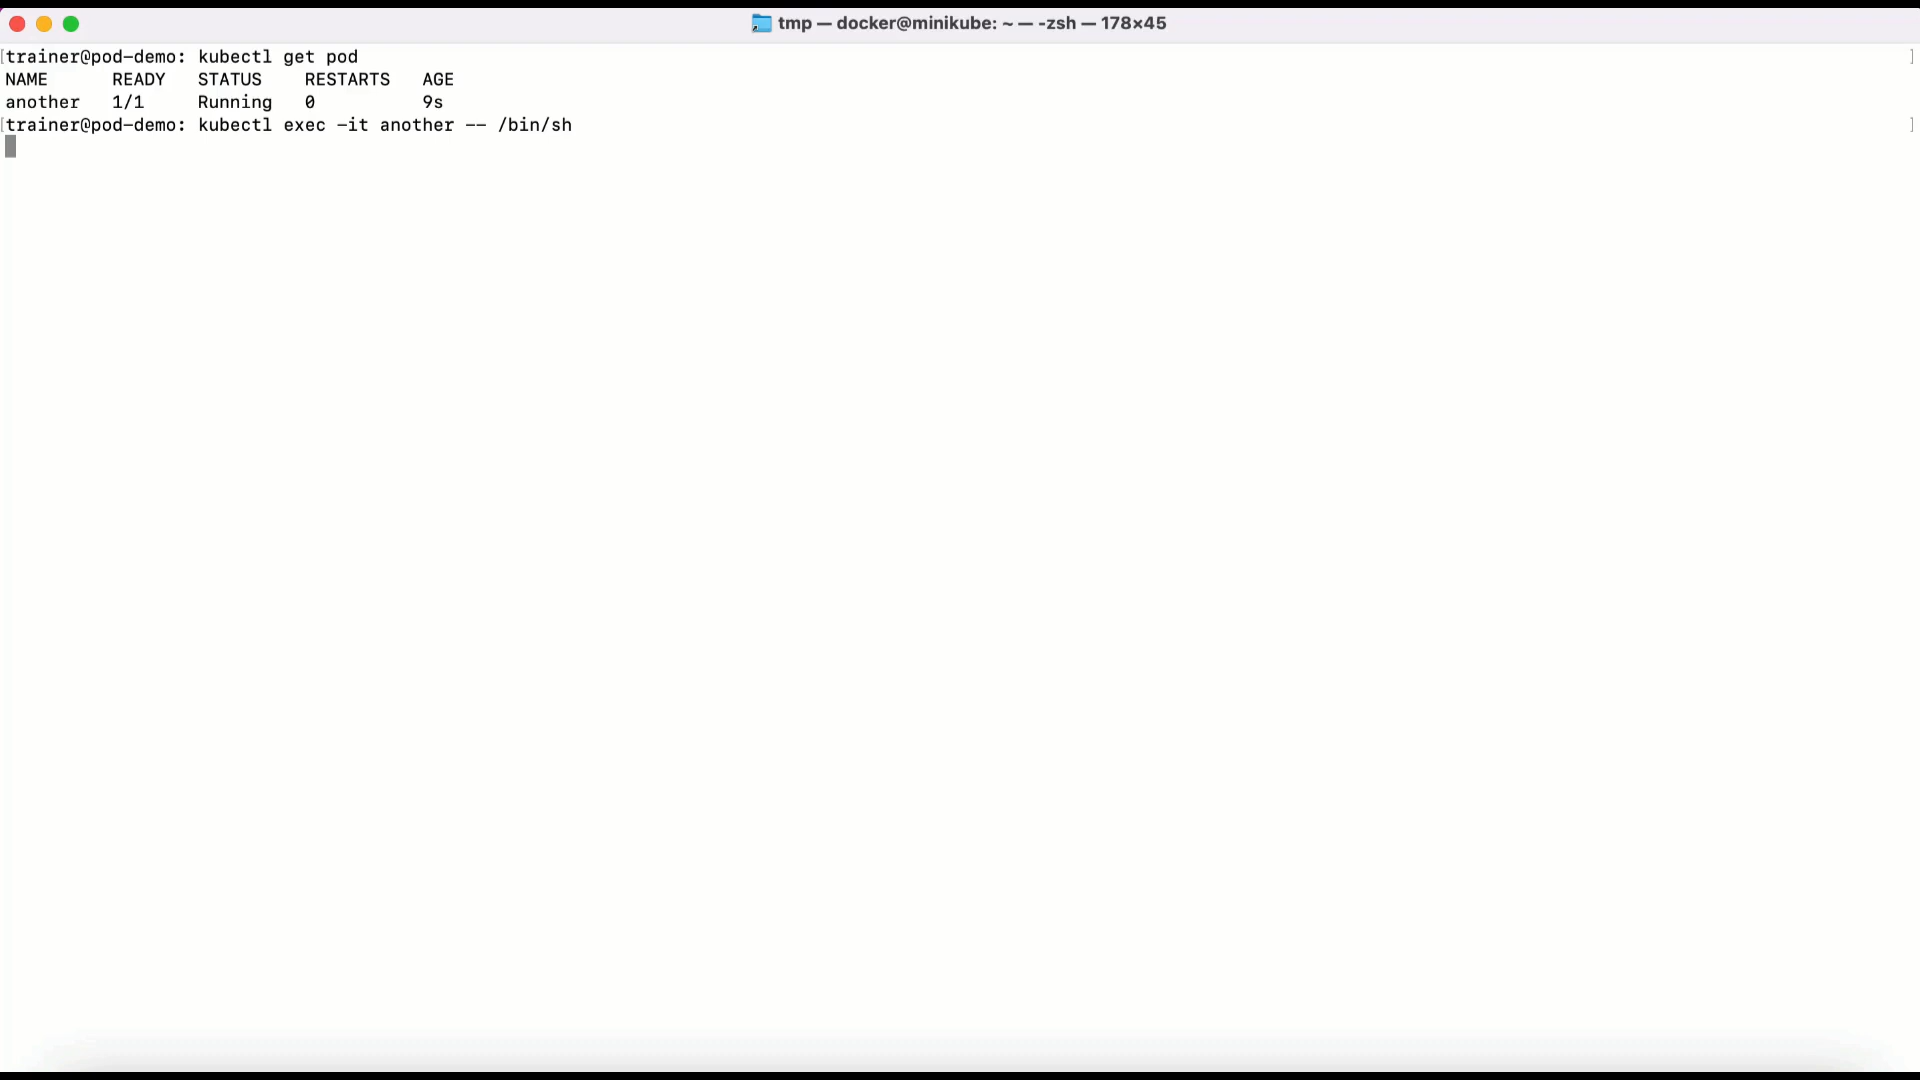 tmp — docker@minikube: ~ — -zsh — 178×45
[trainer@pod-demo: kubectl get pod ]
NAME      READY   STATUS    RESTARTS   AGE
another   1/1     Running   0          9s
[trainer@pod-demo: kubectl exec -it another -- /bin/sh ]